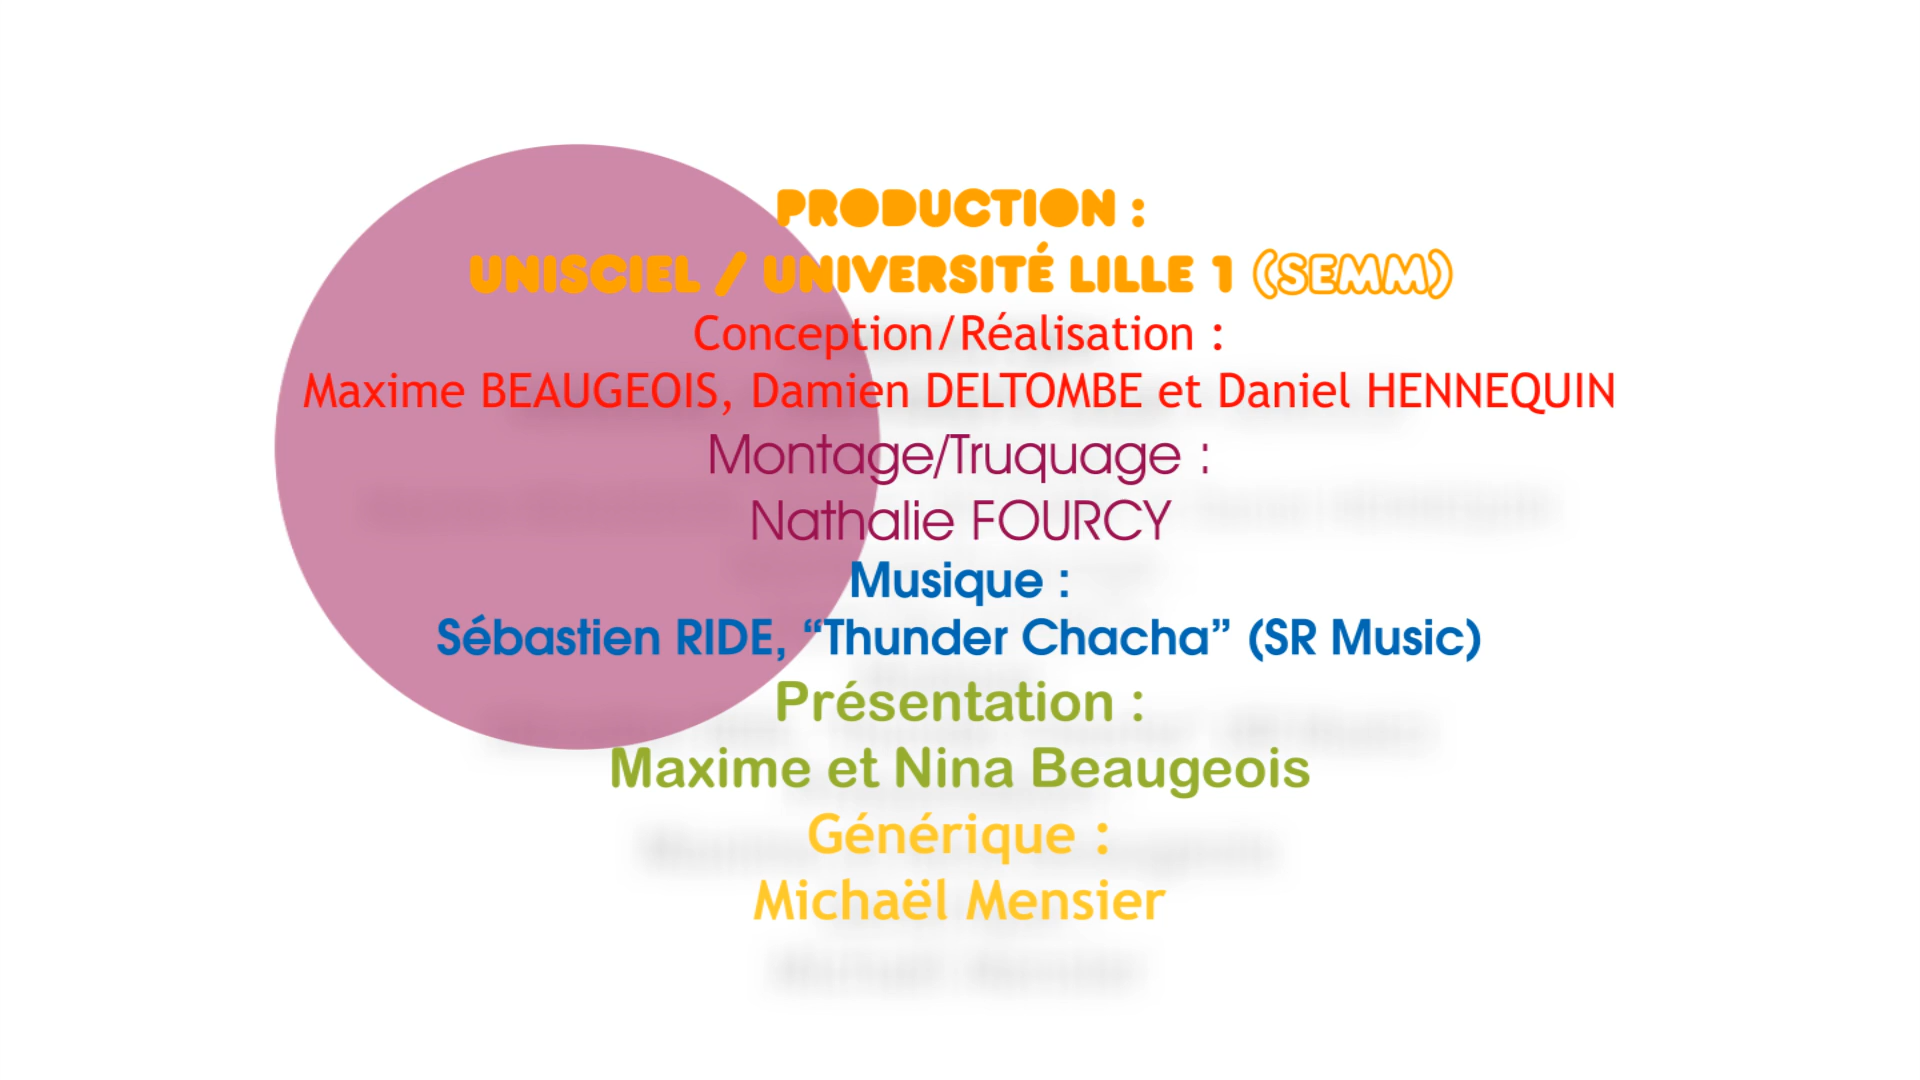 PRODUCTION :
UNISCIEL / UNIVERSITÉ LILLE 1 (SEMM)
Conception/Réalisation :
Maxime BEAUGEOIS, Damien DELTOMBE et Daniel HENNEQUIN
Montage/Truquage :
Nathalie FOURCY
Musique :
Sébastien RIDE, “Thunder Chacha” (SR Music)
Présentation :
Maxime et Nina Beaugeois
Générique :
Michaël Mensier